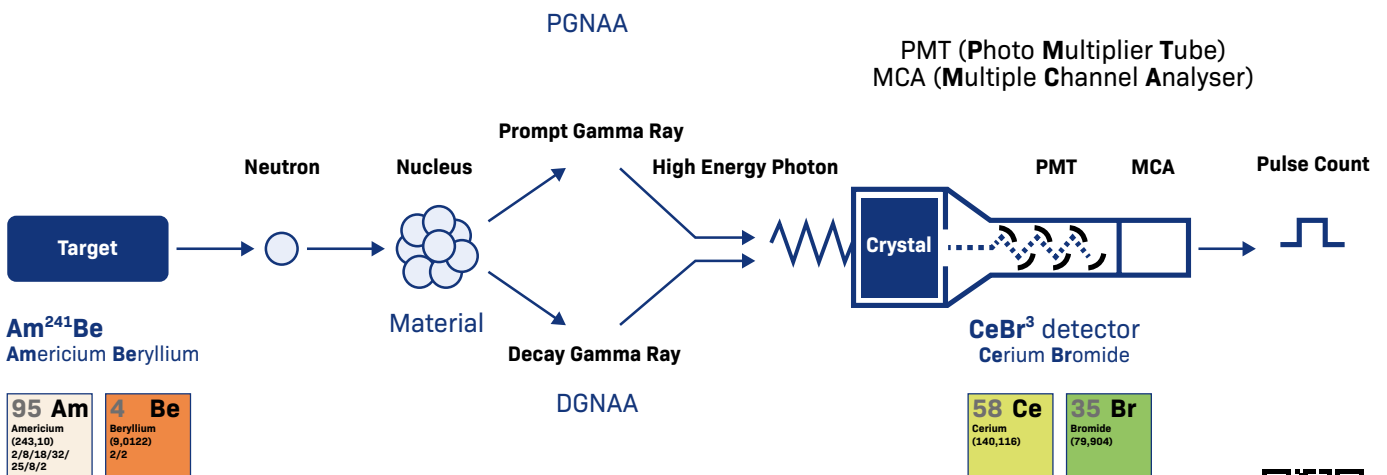 PGNAA
PMT (Photo Multiplier Tube)
MCA (Multiple Channel Analyser)
Prompt Gamma Ray
Neutron
Nucleus
High Energy Photon
PMT
MCA
Pulse Count
Target
Crystal
Material
Am²⁴¹Be
Americium Beryllium
Decay Gamma Ray
DGNAA
CeBr³ detector
Cerium Bromide
95 Am
Americium
(243,10)
2/8/18/32/
25/8/2
4 Be
Beryllium
(9,0122)
2/2
58 Ce
Cerium
(140,116)
35 Br
Bromide
(79,904)